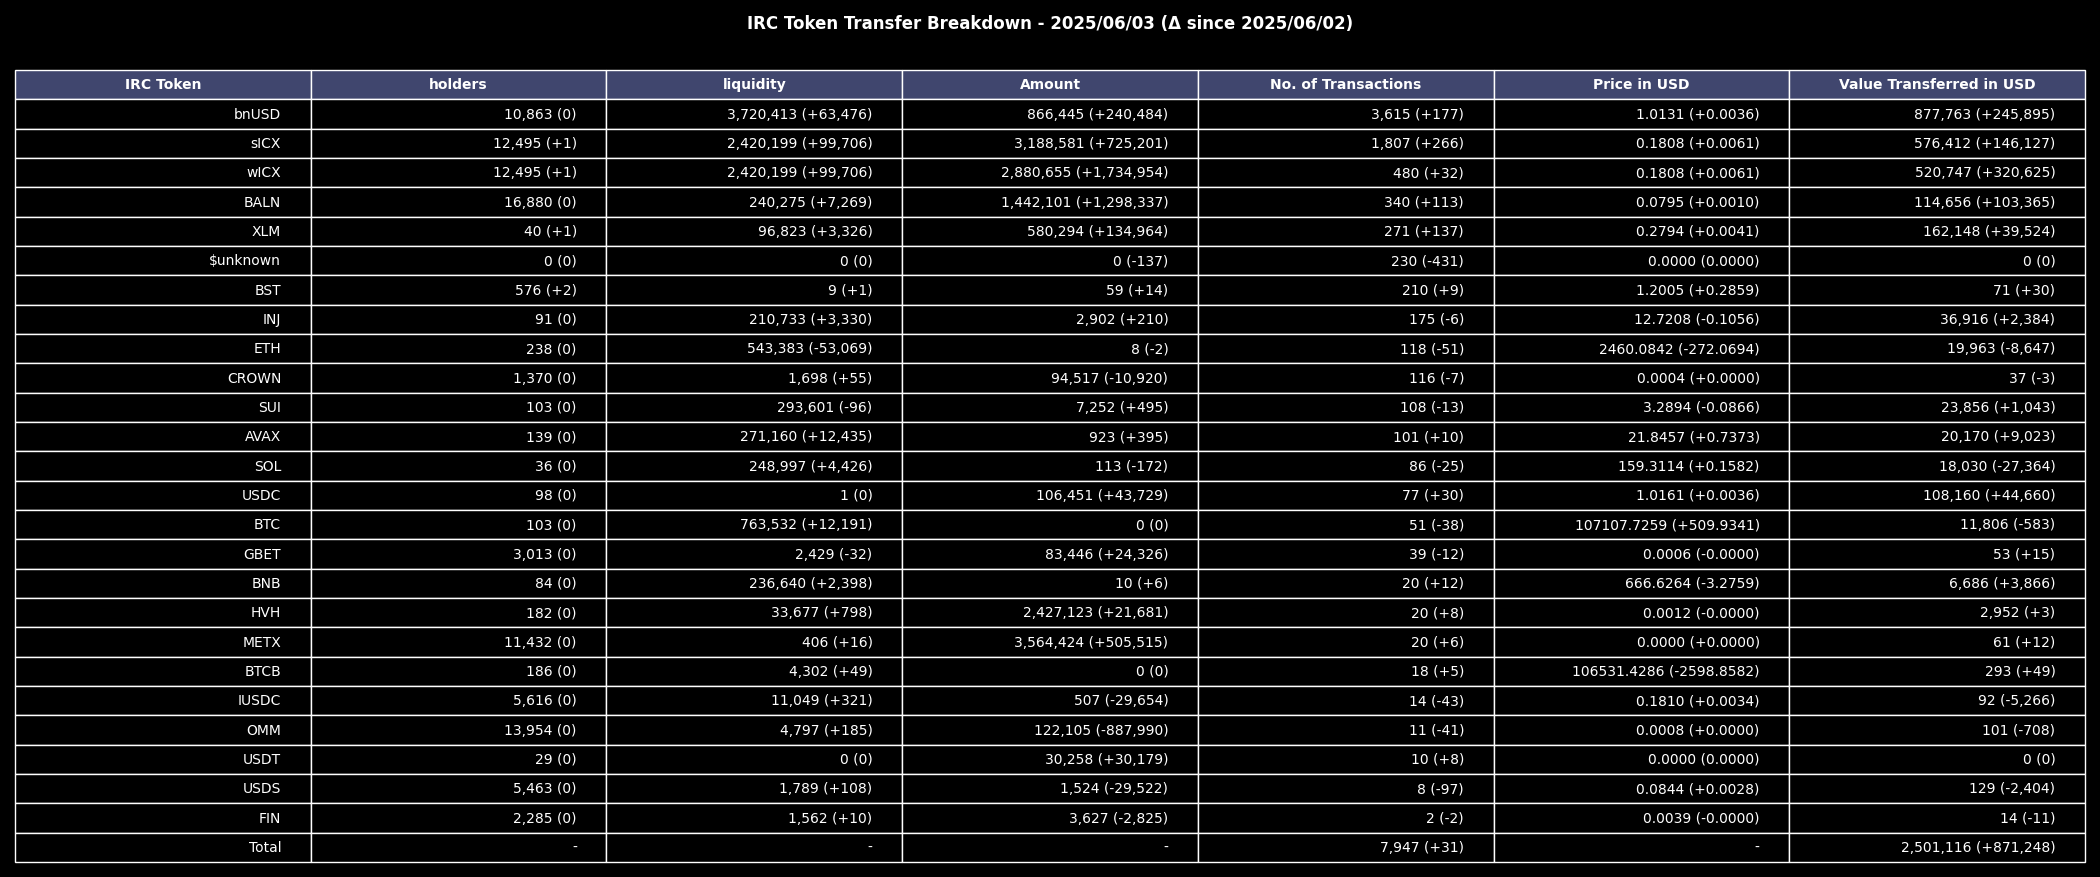 IRC Token Transfer Breakdown - 2025/06/03 (Δ since 2025/06/02)
IRC Token holders liquidity Amount No. of Transactions Price in USD Value Transferred in USD
bnUSD 10,863 (0) 3,720,413 (+63,476) 866,445 (+240,484) 3,615 (+177) 1.0131 (+0.0036) 877,763 (+245,895)
sICX 12,495 (+1) 2,420,199 (+99,706) 3,188,581 (+725,201) 1,807 (+266) 0.1808 (+0.0061) 576,412 (+146,127)
wICX 12,495 (+1) 2,420,199 (+99,706) 2,880,655 (+1,734,954) 480 (+32) 0.1808 (+0.0061) 520,747 (+320,625)
BALN 16,880 (0) 240,275 (+7,269) 1,442,101 (+1,298,337) 340 (+113) 0.0795 (+0.0010) 114,656 (+103,365)
XLM 40 (+1) 96,823 (+3,326) 580,294 (+134,964) 271 (+137) 0.2794 (+0.0041) 162,148 (+39,524)
$unknown 0 (0) 0 (0) 0 (-137) 230 (-431) 0.0000 (0.0000) 0 (0)
BST 576 (+2) 9 (+1) 59 (+14) 210 (+9) 1.2005 (+0.2859) 71 (+30)
INJ 91 (0) 210,733 (+3,330) 2,902 (+210) 175 (-6) 12.7208 (-0.1056) 36,916 (+2,384)
ETH 238 (0) 543,383 (-53,069) 8 (-2) 118 (-51) 2460.0842 (-272.0694) 19,963 (-8,647)
CROWN 1,370 (0) 1,698 (+55) 94,517 (-10,920) 116 (-7) 0.0004 (+0.0000) 37 (-3)
SUI 103 (0) 293,601 (-96) 7,252 (+495) 108 (-13) 3.2894 (-0.0866) 23,856 (+1,043)
AVAX 139 (0) 271,160 (+12,435) 923 (+395) 101 (+10) 21.8457 (+0.7373) 20,170 (+9,023)
SOL 36 (0) 248,997 (+4,426) 113 (-172) 86 (-25) 159.3114 (+0.1582) 18,030 (-27,364)
USDC 98 (0) 1 (0) 106,451 (+43,729) 77 (+30) 1.0161 (+0.0036) 108,160 (+44,660)
BTC 103 (0) 763,532 (+12,191) 0 (0) 51 (-38) 107107.7259 (+509.9341) 11,806 (-583)
GBET 3,013 (0) 2,429 (-32) 83,446 (+24,326) 39 (-12) 0.0006 (-0.0000) 53 (+15)
BNB 84 (0) 236,640 (+2,398) 10 (+6) 20 (+12) 666.6264 (-3.2759) 6,686 (+3,866)
HVH 182 (0) 33,677 (+798) 2,427,123 (+21,681) 20 (+8) 0.0012 (-0.0000) 2,952 (+3)
METX 11,432 (0) 406 (+16) 3,564,424 (+505,515) 20 (+6) 0.0000 (+0.0000) 61 (+12)
BTCB 186 (0) 4,302 (+49) 0 (0) 18 (+5) 106531.4286 (-2598.8582) 293 (+49)
IUSDC 5,616 (0) 11,049 (+321) 507 (-29,654) 14 (-43) 0.1810 (+0.0034) 92 (-5,266)
OMM 13,954 (0) 4,797 (+185) 122,105 (-887,990) 11 (-41) 0.0008 (+0.0000) 101 (-708)
USDT 29 (0) 0 (0) 30,258 (+30,179) 10 (+8) 0.0000 (0.0000) 0 (0)
USDS 5,463 (0) 1,789 (+108) 1,524 (-29,522) 8 (-97) 0.0844 (+0.0028) 129 (-2,404)
FIN 2,285 (0) 1,562 (+10) 3,627 (-2,825) 2 (-2) 0.0039 (-0.0000) 14 (-11)
Total - - - 7,947 (+31) - 2,501,116 (+871,248)